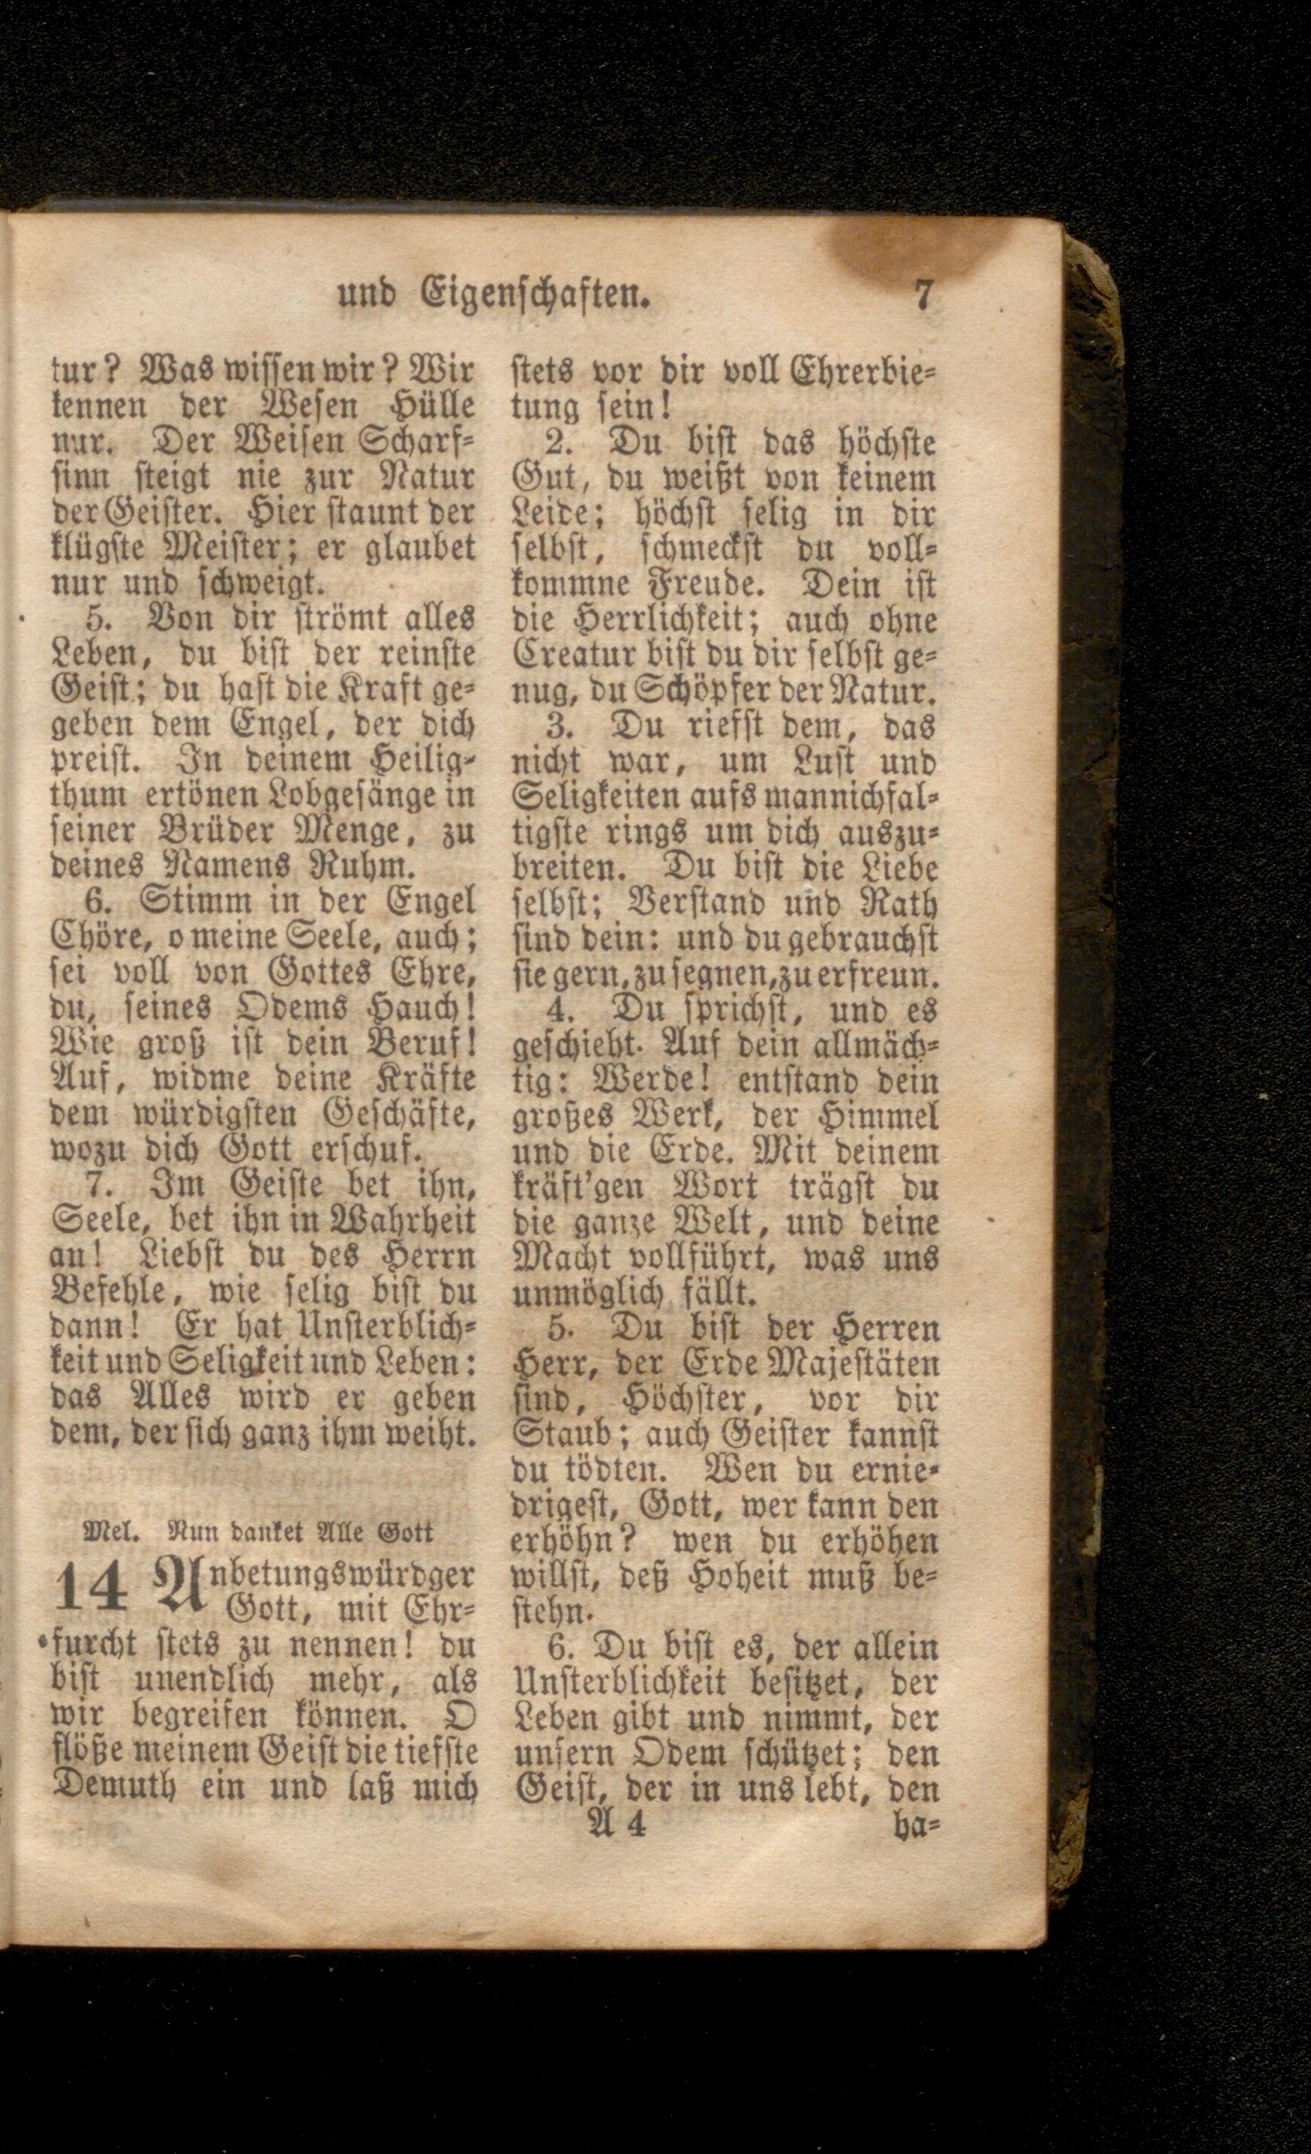 und Eigenschaften. 7
tur? Was wissen wir? Wir
kennen der Wesen Hülle
nur. Der Weisen Scharf-
sinn steigt nie zur Natur
der Geister. Hier staunt der
klügste Meister; er glaubet
nur und schweigt.
5. Von dir strömt alles
Leben, du bist der reinste
Geist; du hast die Kraft ge-
geben dem Engel, der dich
preist. In deinem Heilig-
thum ertönen Lobgesänge in
seiner Brüder Menge, zu
deines Namens Ruhm.
6. Stimm in der Engel
Chöre, o meine Seele, auch;
sei voll von Gottes Ehre,
du, seines Odems Hauch!
Wie groß ist dein Beruf!
Auf, widme deine Kräfte
dem würdigsten Geschäfte,
wozu dich Gott erschuf.
7. Im Geiste bet ihn,
Seele, bet ihn in Wahrheit
an! Liebst du des Herrn
Befehle, wie selig bist du
dann! Er hat Unsterblich-
keit und Seligkeit und Leben:
das Alles wird er geben
dem, der sich ganz ihm weiht.
Mel. Nun danket Alle Gott
14 Anbetungswürdger
Gott, mit Ehr-
furcht stets zu nennen! du
bist unendlich mehr, als
wir begreifen können. O
flöße meinem Geist die tiefste
Demuth ein und laß mich
stets vor dir voll Ehrerbie-
tung sein!
2. Du bist das höchste
Gut, du weißt von keinem
Leide; höchst selig in dir
selbst, schmeckst du voll-
kommne Freude. Dein ist
die Herrlichkeit; auch ohne
Creatur bist du dir selbst ge-
nug, du Schöpfer der Natur.
3. Du riefst dem, das
nicht war, um Lust und
Seligkeiten aufs mannichfal-
tigste rings um dich auszu-
breiten. Du bist die Liebe
selbst; Verstand und Rath
sind dein: und du gebrauchst
sie gern, zu segnen, zu erfreun.
4. Du sprichst, und es
geschieht. Auf dein allmäch-
tig: Werde! entstand dein
großes Werk, der Himmel
und die Erde. Mit deinem
kräft'gen Wort trägst du
die ganze Welt, und deine
Macht vollführt, was uns
unmöglich fällt.
5. Du bist der Herren
Herr, der Erde Majestäten
sind, Höchster, vor dir
Staub; auch Geister kannst
du tödten. Wen du ernie-
drigest, Gott, wer kann den
erhöhn? wen du erhöhen
willst, deß Hoheit muß be-
stehn.
6. Du bist es, der allein
Unsterblichkeit besitzet, der
Leben gibt und nimmt, der
unsern Odem schützet; den
Geist, der in uns lebt, den
A 4 ha-